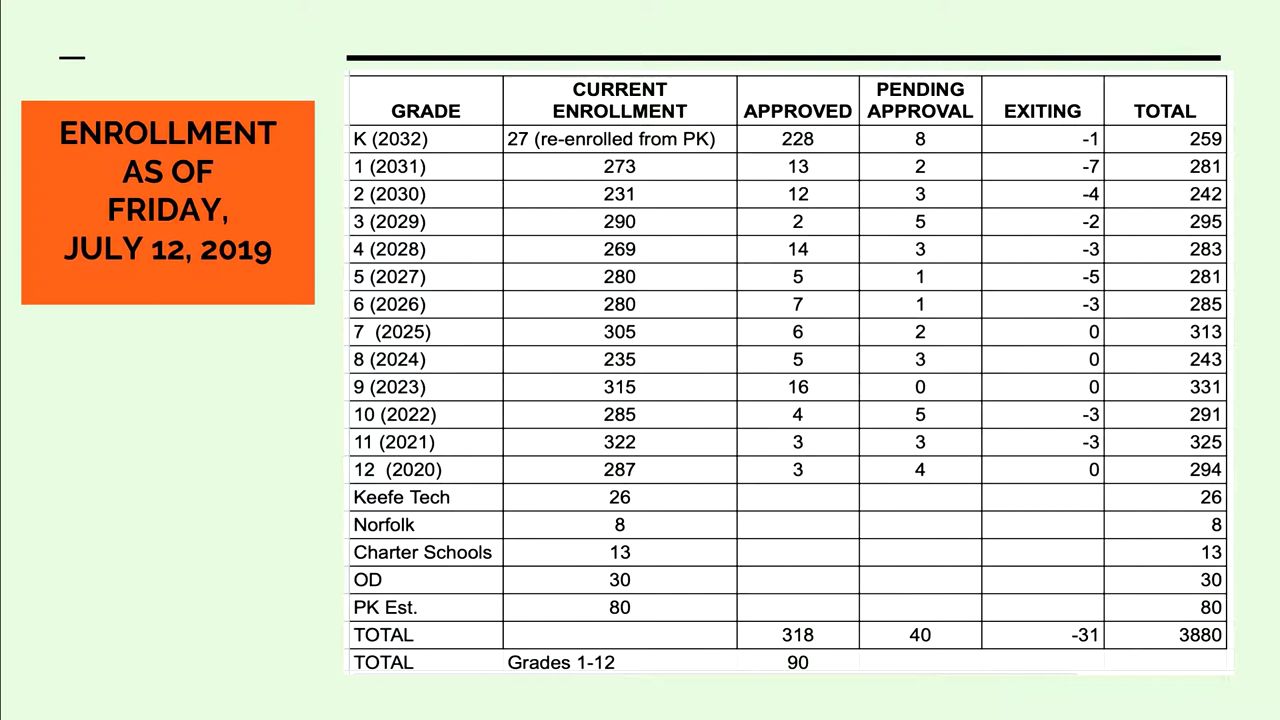 ENROLLMENT
AS OF
FRIDAY,
JULY 12, 2019
GRADE CURRENT ENROLLMENT APPROVED PENDING APPROVAL EXITING TOTAL
K (2032) 27 (re-enrolled from PK) 228 8 -1 259
1 (2031) 273 13 2 -7 281
2 (2030) 231 12 3 -4 242
3 (2029) 290 2 5 -2 295
4 (2028) 269 14 3 -3 283
5 (2027) 280 5 1 -5 281
6 (2026) 280 7 1 -3 285
7 (2025) 305 6 2 0 313
8 (2024) 235 5 3 0 243
9 (2023) 315 16 0 0 331
10 (2022) 285 4 5 -3 291
11 (2021) 322 3 3 -3 325
12 (2020) 287 3 4 0 294
Keefe Tech 26 26
Norfolk 8 8
Charter Schools 13 13
OD 30 30
PK Est. 80 80
TOTAL 318 40 -31 3880
TOTAL Grades 1-12 90